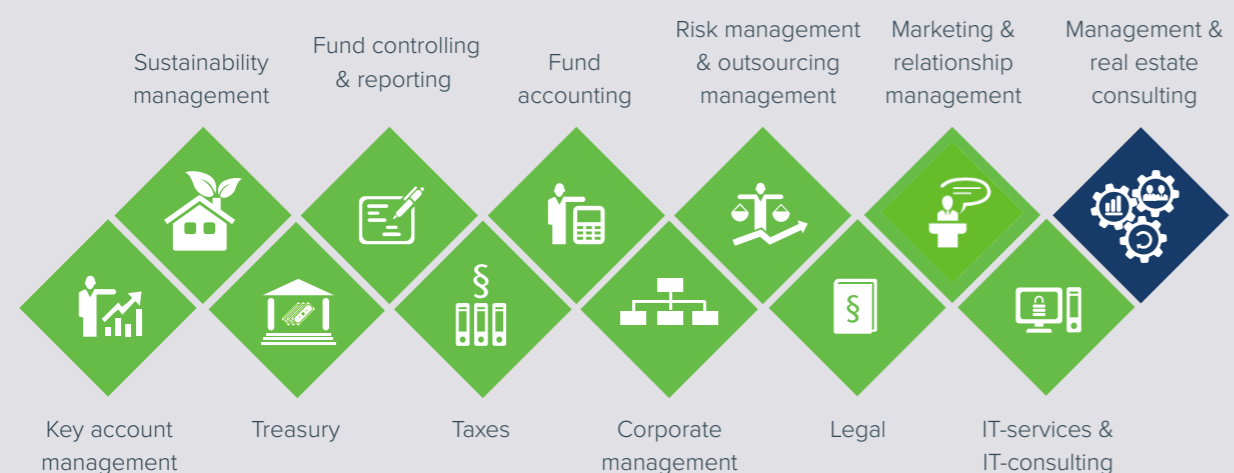 Sustainability
management
Fund controlling
& reporting
Fund
accounting
Risk management
& outsourcing
management
Marketing &
relationship
management
Management &
real estate
consulting
§
§
Key account
management
Treasury
Taxes
Corporate
management
Legal
IT-services &
IT-consulting